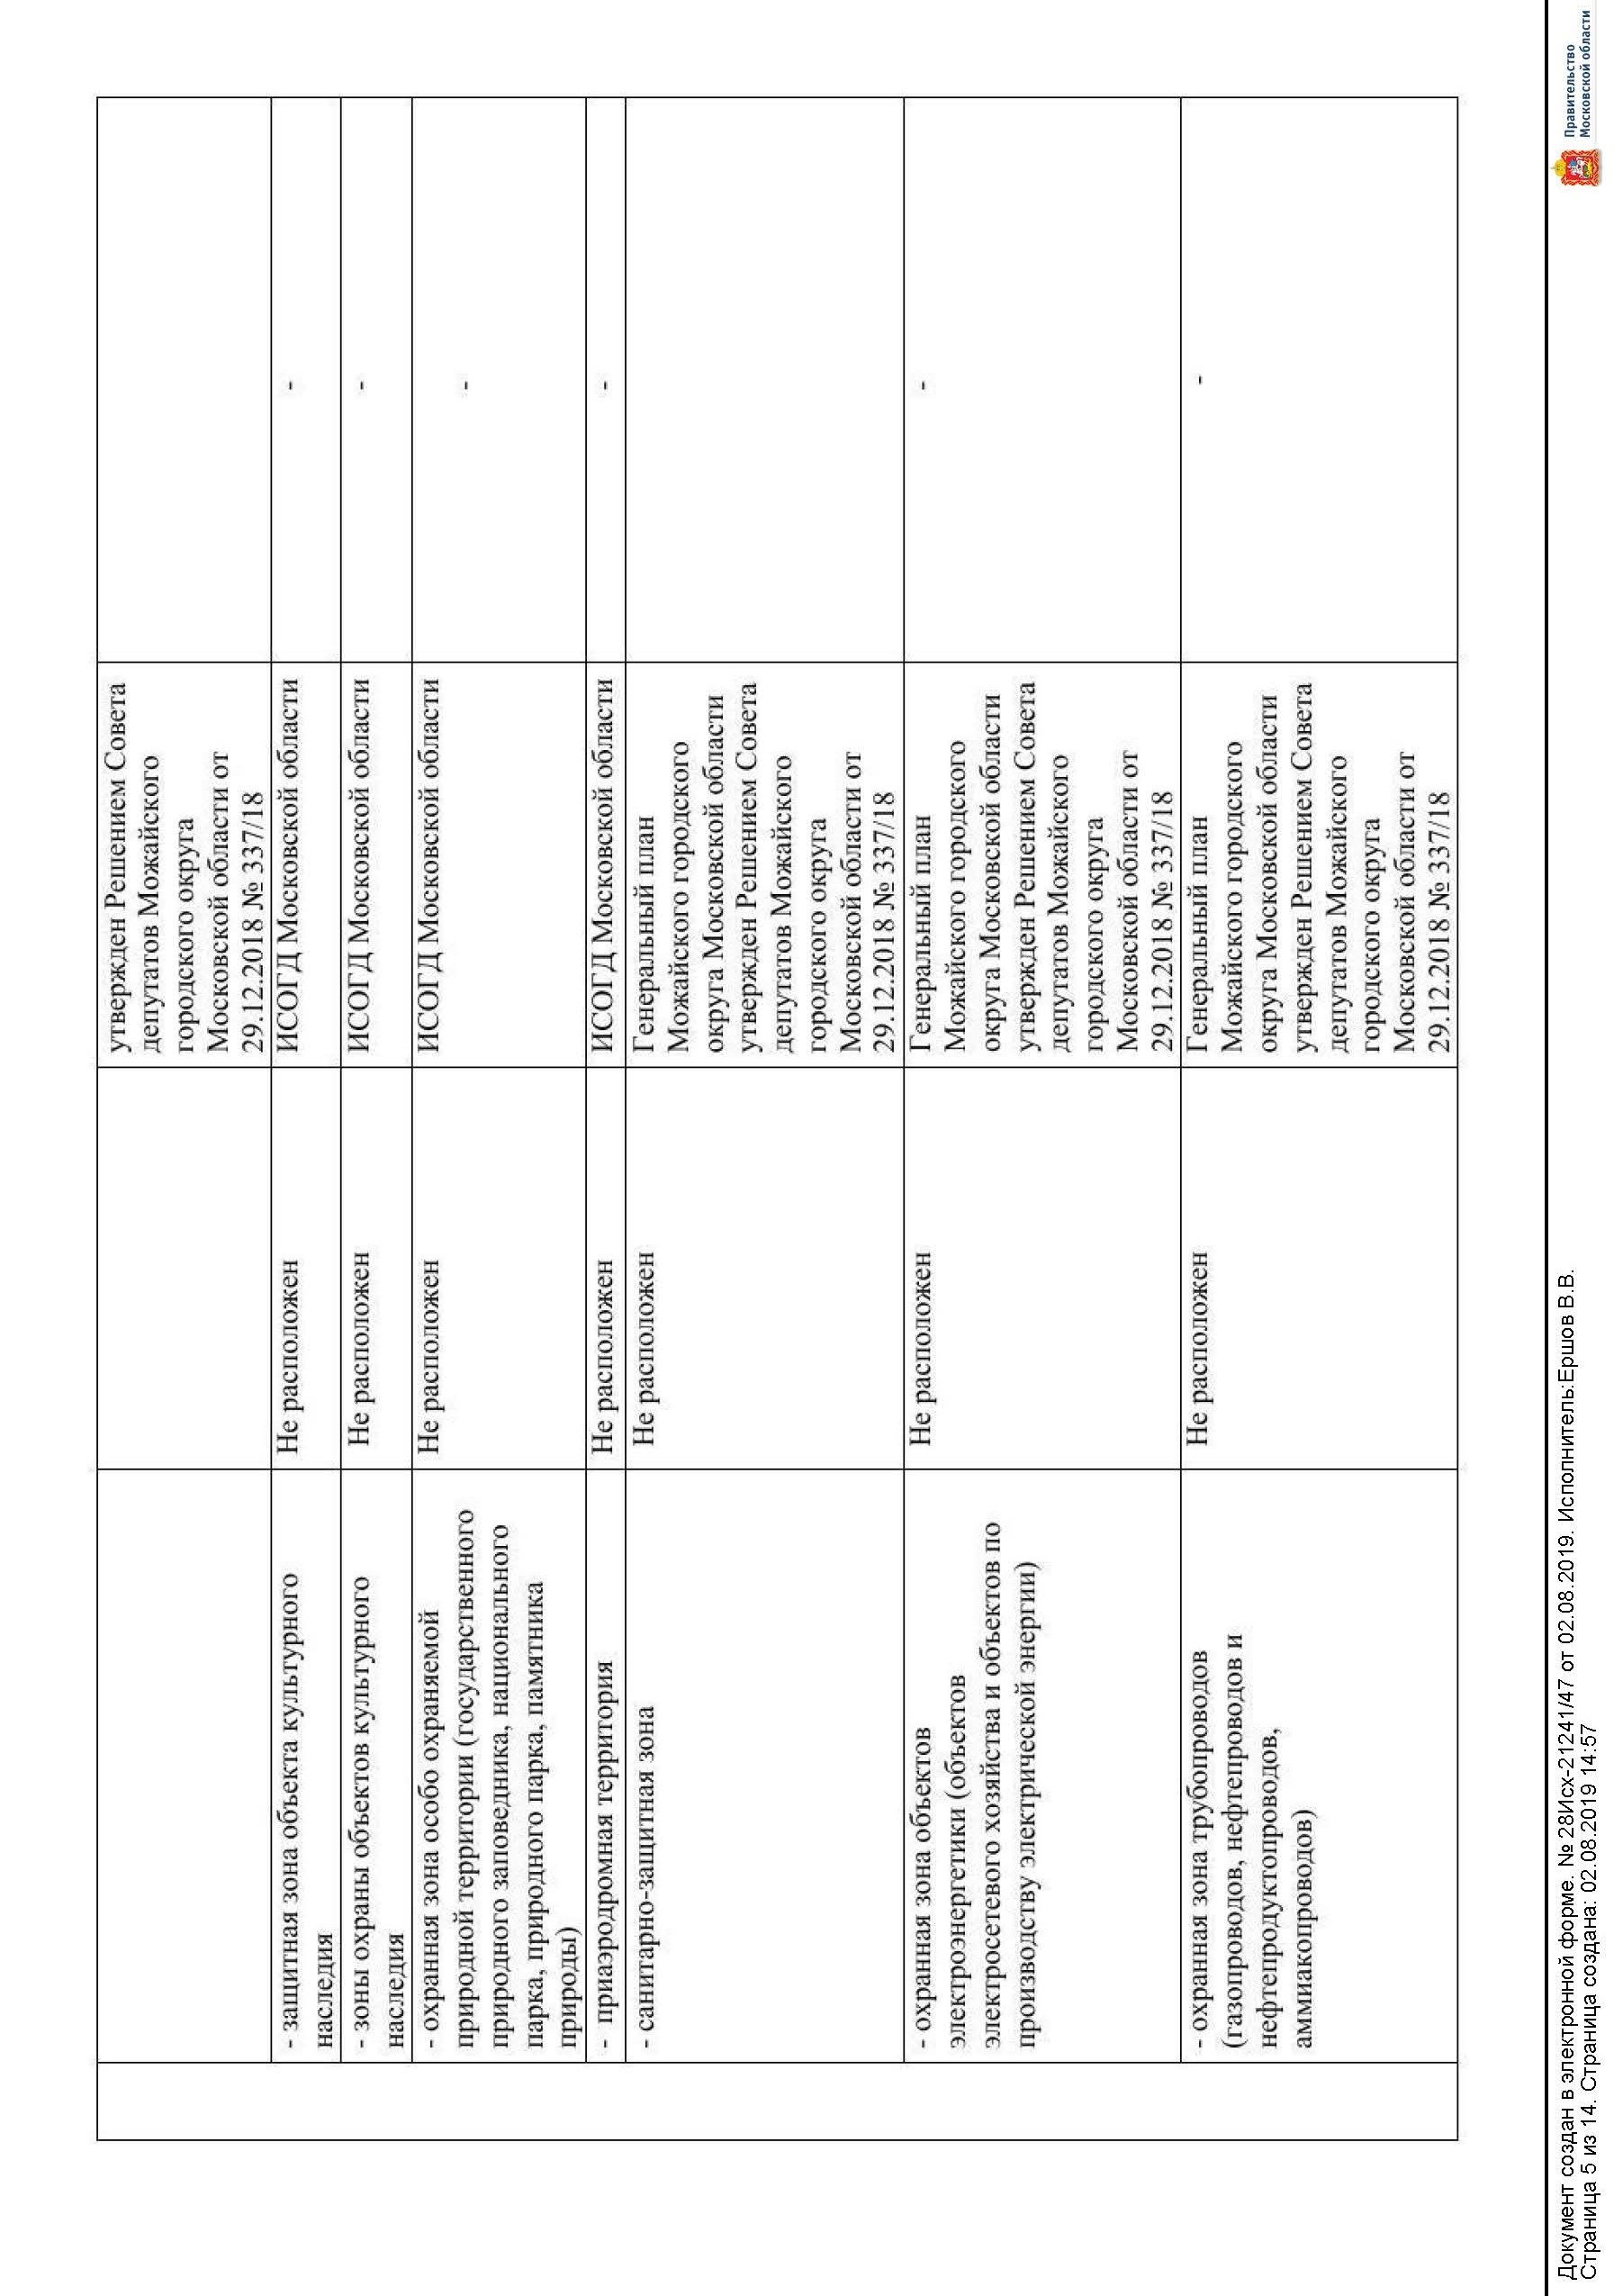 утвержден Решением Совета
депутатов Можайского
городского округа
Московской области от
29.12.2018 № 337/18
- защитная зона объекта культурного
наследия
Не расположен
ИСОГД Московской области
-
- зоны охраны объектов культурного
наследия
Не расположен
ИСОГД Московской области
-
- охранная зона особо охраняемой
природной территории (государственного
природного заповедника, национального
парка, природного парка, памятника
природы)
Не расположен
ИСОГД Московской области
-
- приаэродромная территория
Не расположен
ИСОГД Московской области
-
- санитарно-защитная зона
Не расположен
Генеральный план
Можайского городского
округа Московской области
утвержден Решением Совета
депутатов Можайского
городского округа
Московской области от
29.12.2018 № 337/18
- охранная зона объектов
электроэнергетики (объектов
электросетевого хозяйства и объектов по
производству электрической энергии)
Не расположен
Генеральный план
Можайского городского
округа Московской области
утвержден Решением Совета
депутатов Можайского
городского округа
Московской области от
29.12.2018 № 337/18
-
- охранная зона трубопроводов
(газопроводов, нефтепроводов и
нефтепродуктопроводов,
аммиакопроводов)
Не расположен
Генеральный план
Можайского городского
округа Московской области
утвержден Решением Совета
депутатов Можайского
городского округа
Московской области от
29.12.2018 № 337/18
-
Документ создан в электронной форме. № 28Исх-21241/47 от 02.08.2019. Исполнитель:Ершов В.В.
Страница 5 из 14. Страница создана: 02.08.2019 14:57
Правительство
Московской области